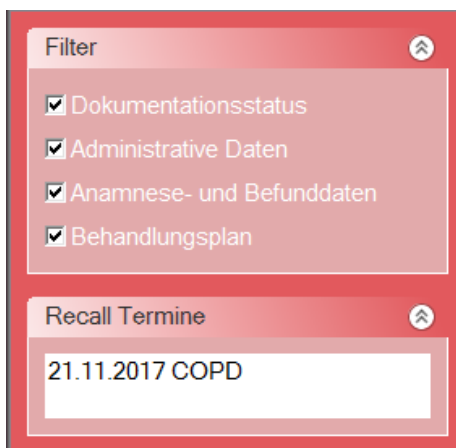 Filter
Dokumentationsstatus
Administrative Daten
Anamnese- und Befunddaten
Behandlungsplan
Recall Termine
21.11.2017 COPD